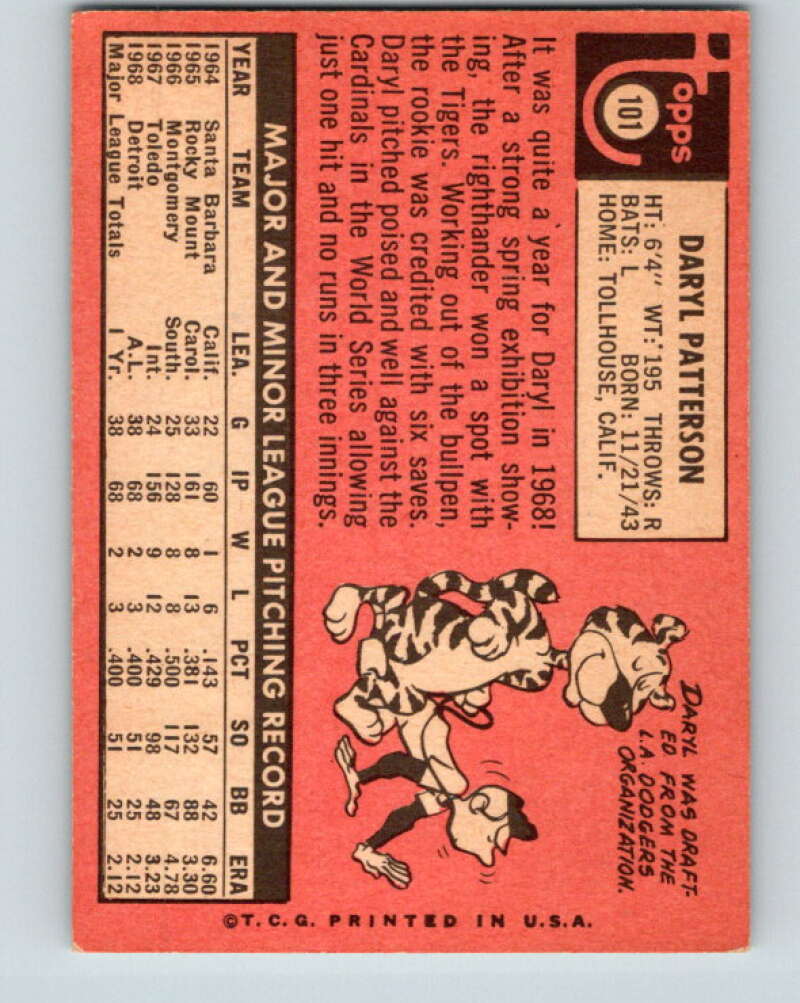 Topps
101
DARYL PATTERSON
HT: 6'4" WT: 195 THROWS: R
BATS: L BORN: 11/21/43
HOME: TOLLHOUSE, CALIF.
It was quite a year for Daryl in 1968!
After a strong spring exhibition show-
ing, the righthander won a spot with
the Tigers. Working out of the bullpen,
the rookie was credited with six saves.
Daryl pitched poised and well against the
Cardinals in the World Series allowing
just one hit and no runs in three innings.
DARYL WAS DRAFT-
ED FROM THE
L.A. DODGERS
ORGANIZATION.
MAJOR AND MINOR LEAGUE PITCHING RECORD
YEAR TEAM LEA. G IP W L PCT SO BB ERA
1964 Santa Barbara Calif. 22 60 1 6 .143 57 42 6.60
1965 Rocky Mount Carol. 33 161 8 13 .381 132 88 3.30
1966 Montgomery South. 25 128 8 8 .500 117 67 4.78
1967 Toledo Int. 24 156 9 12 .429 98 48 3.23
1968 Detroit A.L. 38 68 2 3 .400 51 25 2.12
Major League Totals 1 Yr. 38 68 2 3 .400 51 25 2.12
©T.C.G. PRINTED IN U.S.A.